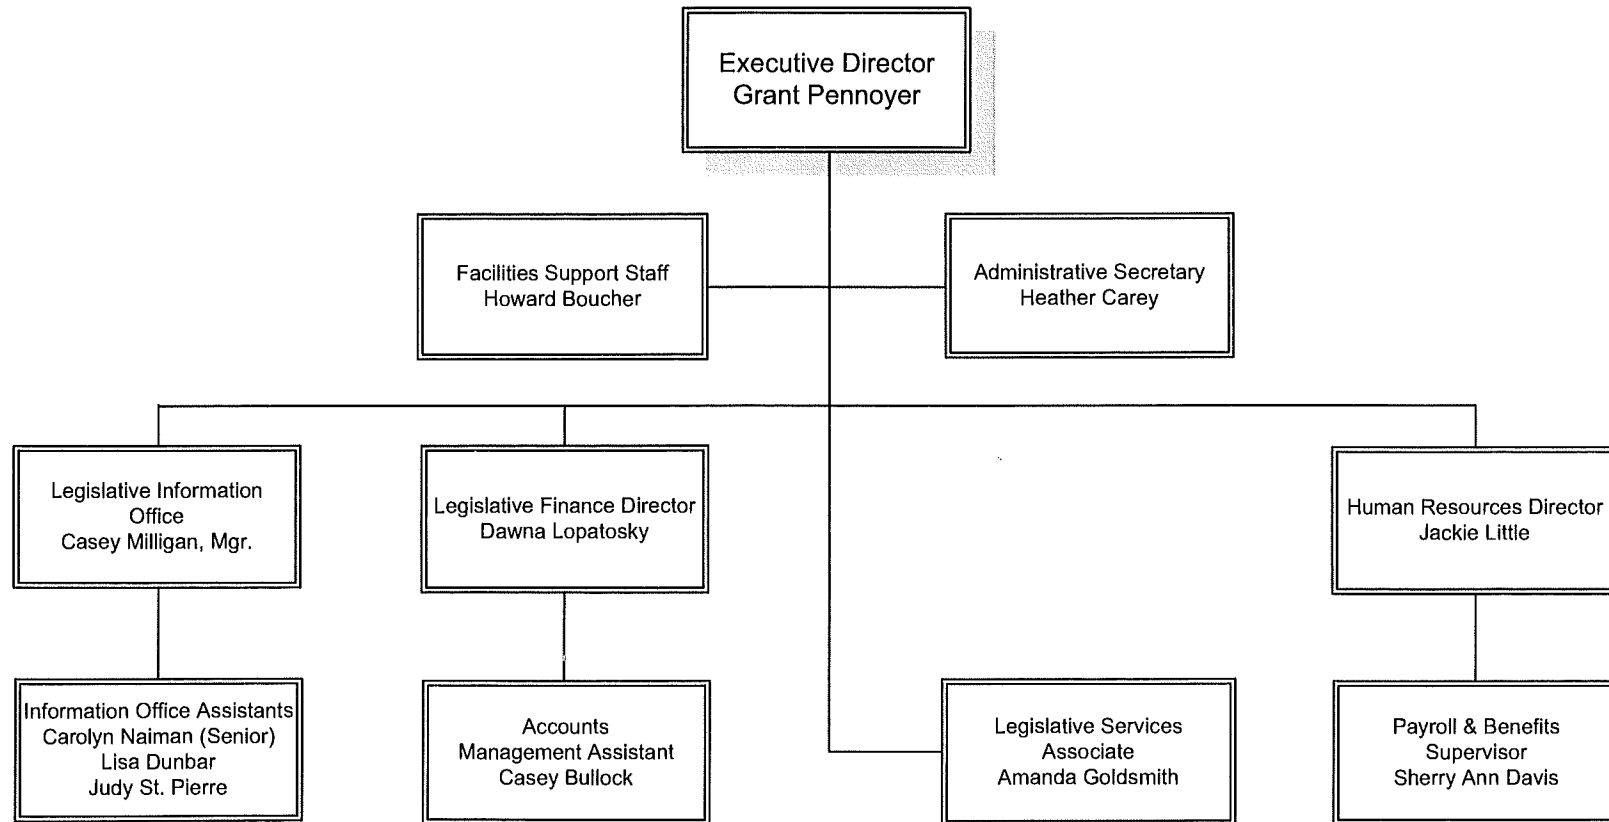 Executive Director
Grant Pennoyer
Facilities Support Staff
Howard Boucher
Administrative Secretary
Heather Carey
Legislative Information
Office
Casey Milligan, Mgr.
Legislative Finance Director
Dawna Lopatosky
Human Resources Director
Jackie Little
Information Office Assistants
Carolyn Naiman (Senior)
Lisa Dunbar
Judy St. Pierre
Accounts
Management Assistant
Casey Bullock
Legislative Services
Associate
Amanda Goldsmith
Payroll & Benefits
Supervisor
Sherry Ann Davis